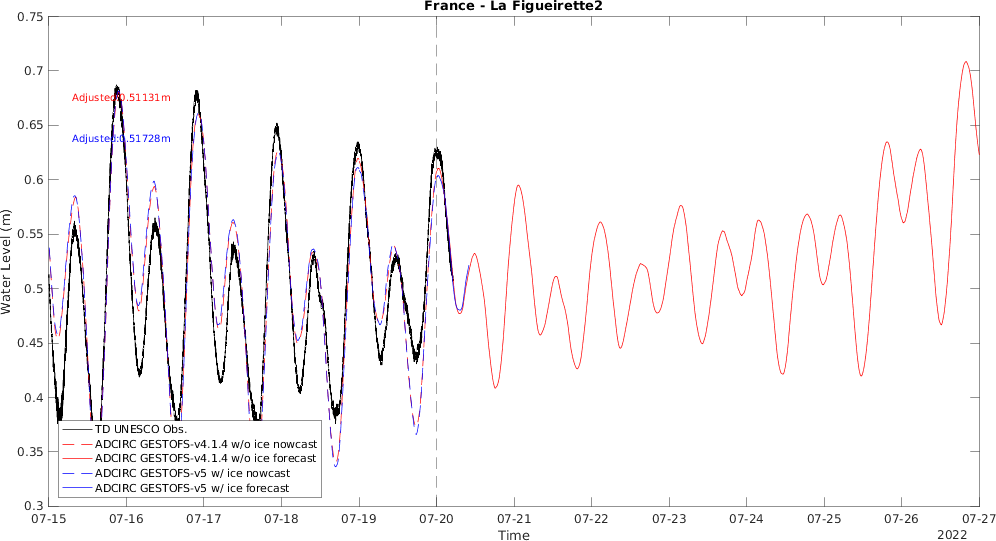 France - La Figueirette2
0.75
0.7
0.65
0.6
0.55
0.5
0.45
0.4
0.35
0.3
Water Level (m)
Adjusted:0.51131m
Adjusted:0.51728m
TD UNESCO Obs.
ADCIRC GESTOFS-v4.1.4 w/o ice nowcast
ADCIRC GESTOFS-v4.1.4 w/o ice forecast
ADCIRC GESTOFS-v5 w/ ice nowcast
ADCIRC GESTOFS-v5 w/ ice forecast
07-15 07-16 07-17 07-18 07-19 07-20 07-21 07-22 07-23 07-24 07-25 07-26 07-27
Time
2022